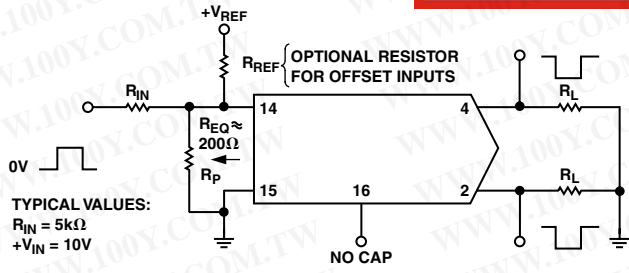 +VREF
RREF
OPTIONAL RESISTOR
FOR OFFSET INPUTS
RIN
14
4
RL
REQ≈
200Ω
0V
RP
15
16
2
RL
TYPICAL VALUES:
RIN = 5kΩ
+VIN = 10V
NO CAP
WWW.100Y.COM.TW